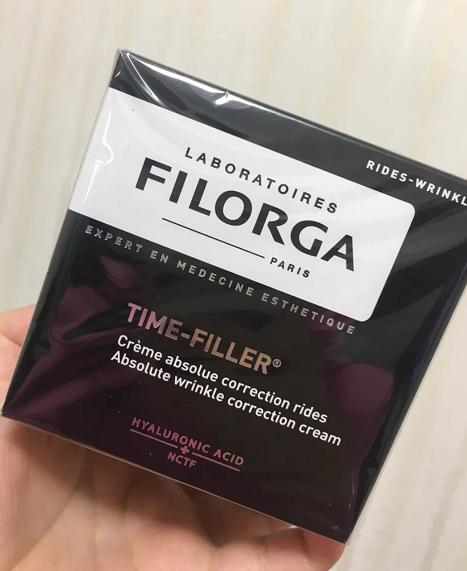 RIDES-WRINKL
LABORATOIRES
FILORGA
PARIS
EXPERT EN MEDECINE ESTHETIQUE
TIME-FILLER®
Crème absolue correction rides
Absolute wrinkle correction cream
HYALURONIC ACID
+
NCTF